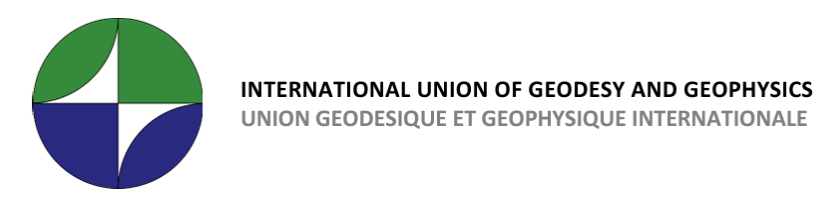 INTERNATIONAL UNION OF GEODESY AND GEOPHYSICS
UNION GEODESIQUE ET GEOPHYSIQUE INTERNATIONALE